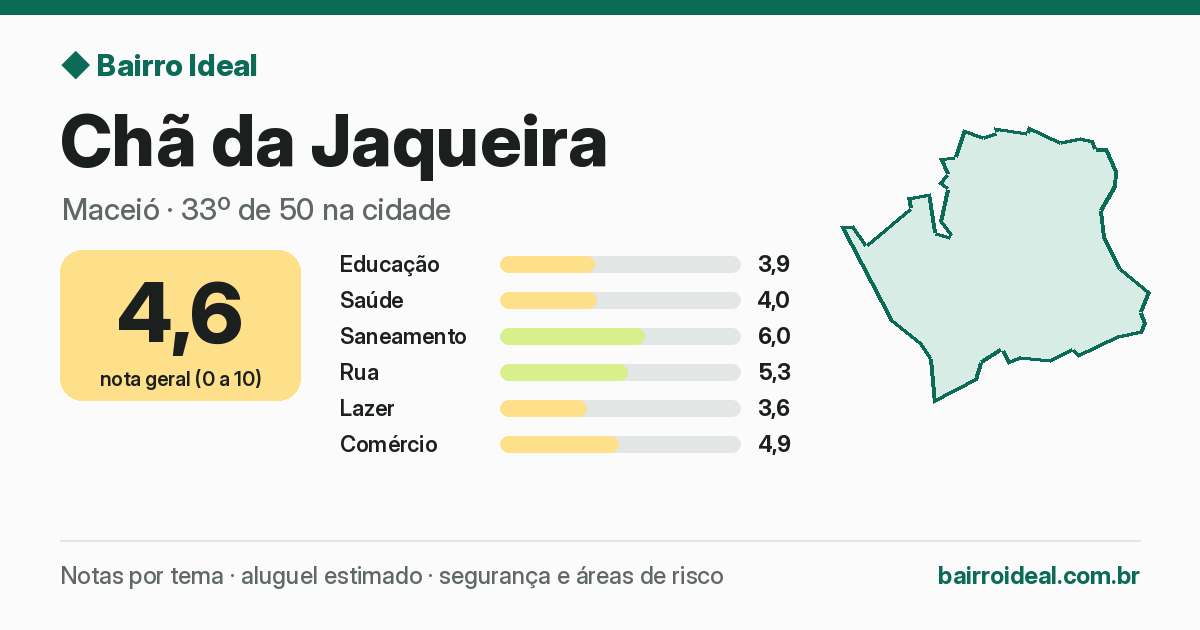 Bairro Ideal
Chã da Jaqueira
Maceió · 33º de 50 na cidade
4,6
nota geral (0 a 10)
Educação 3,9
Saúde 4,0
Saneamento 6,0
Rua 5,3
Lazer 3,6
Comércio 4,9
Notas por tema · aluguel estimado · segurança e áreas de risco
bairroideal.com.br